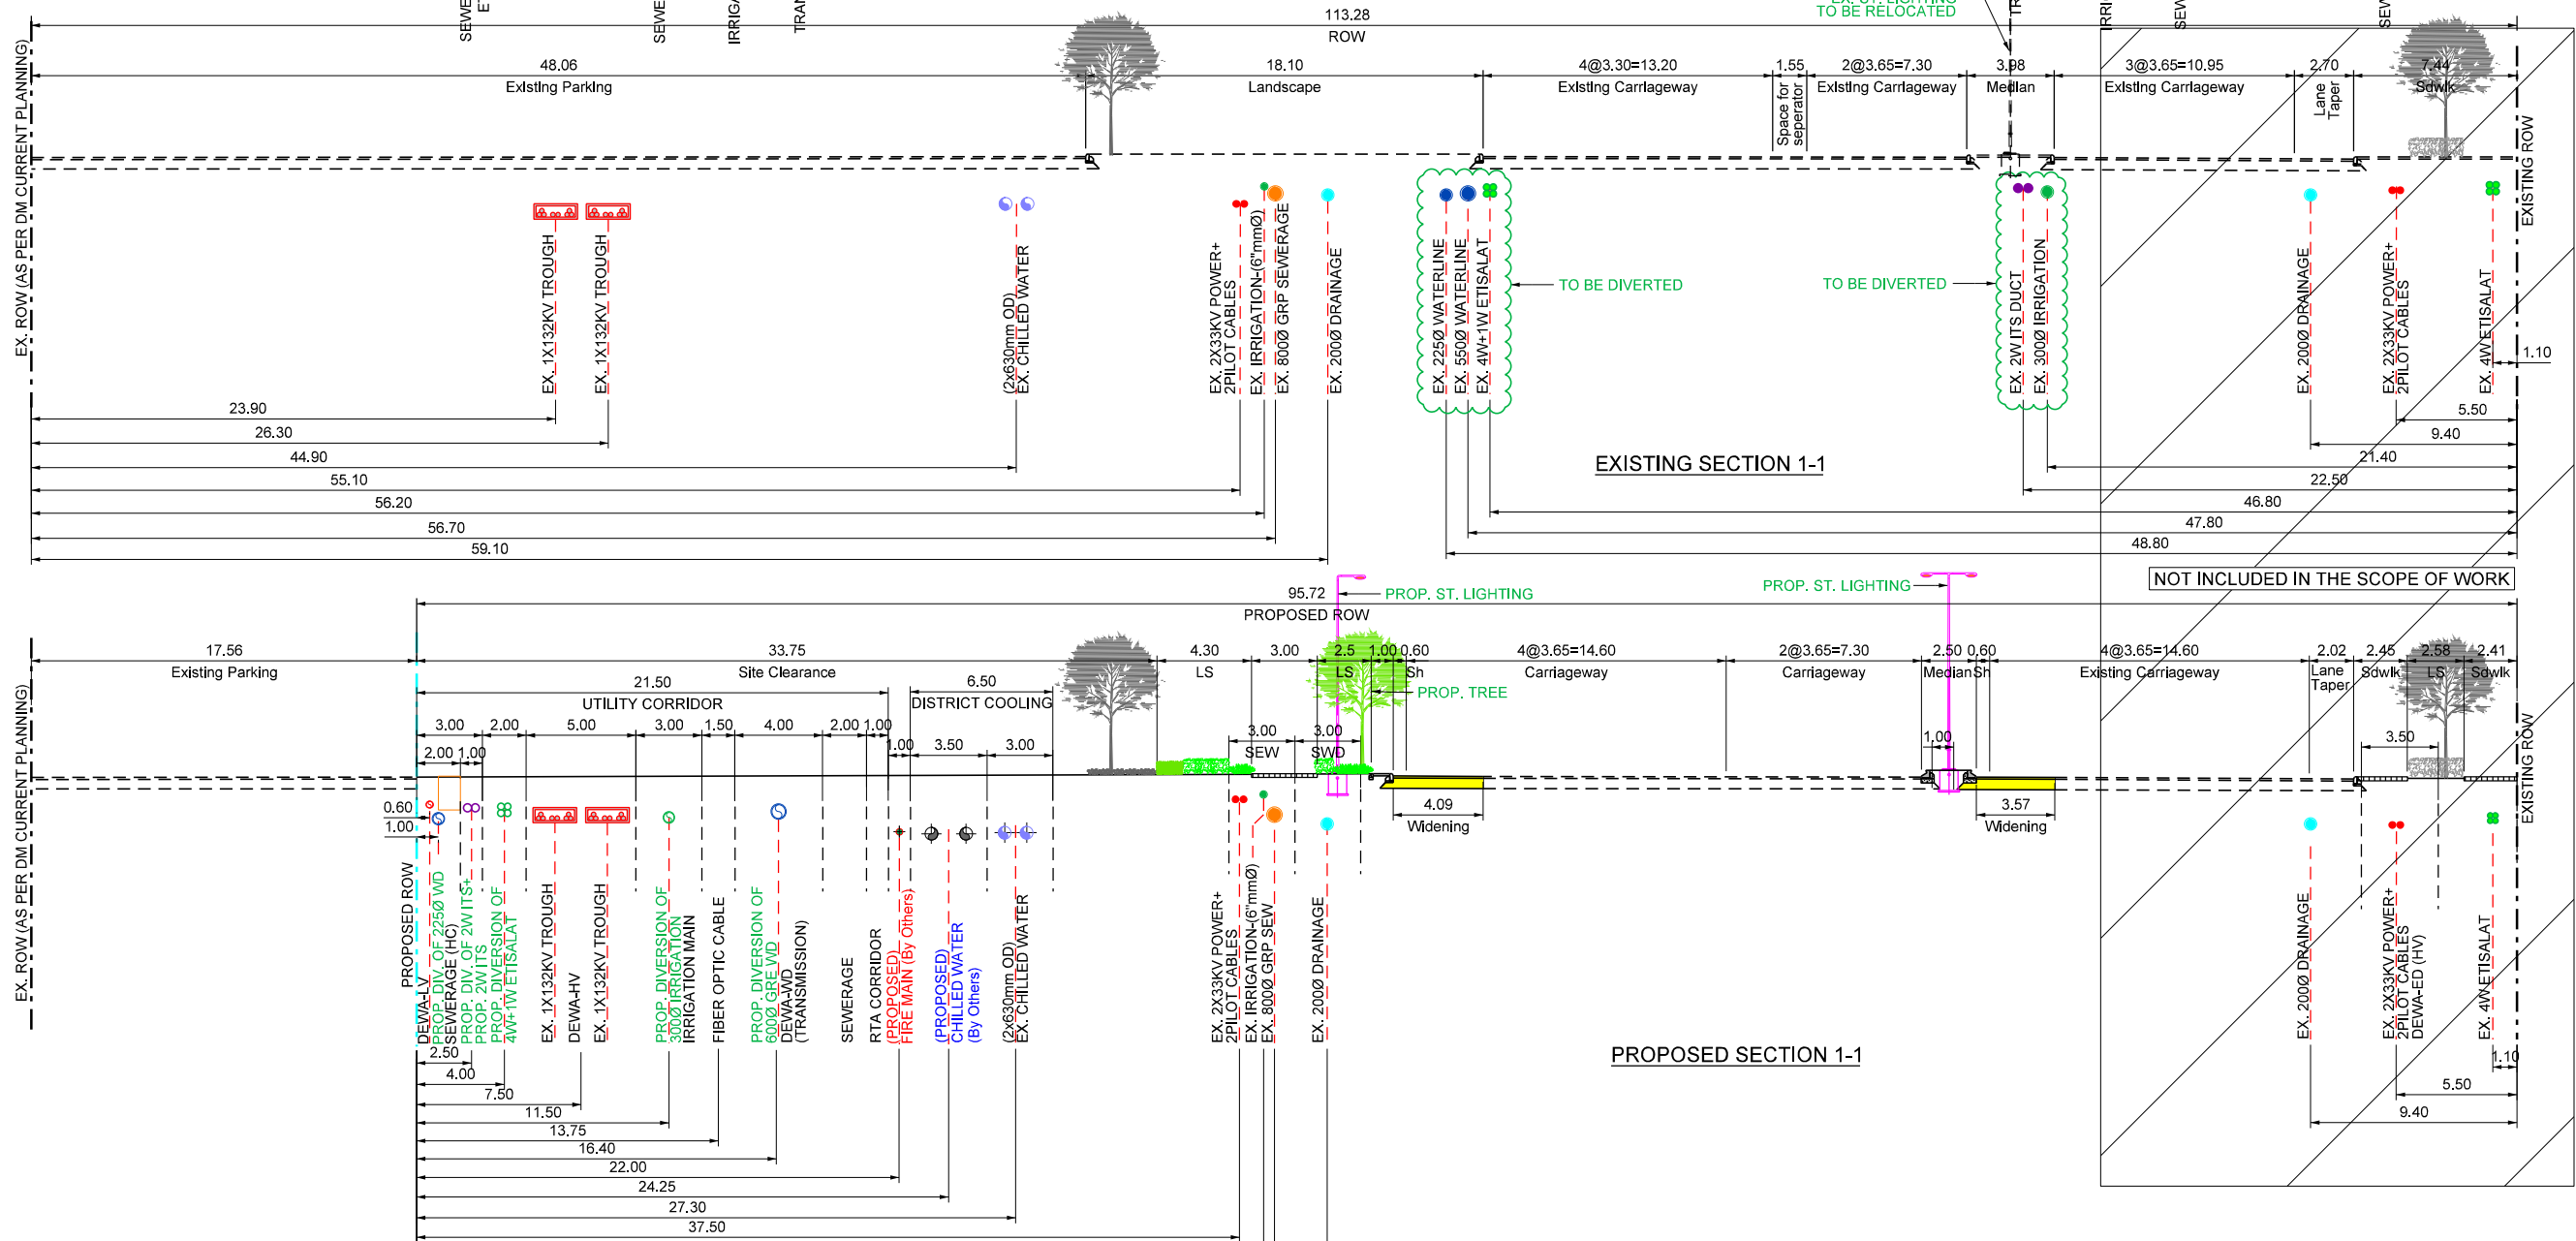 EX. ST. LIGHTING
TO BE RELOCATED
113.28
ROW
48.06
Existing Parking
18.10
Landscape
4@3.30=13.20
Existing Carriageway
1.55
Space for
seperator
2@3.65=7.30
Existing Carriageway
3.98
Median
3@3.65=10.95
Existing Carriageway
2.70
Lane
Taper
7.44
Sdwlk
EX. ROW (AS PER DM CURRENT PLANNING)
EX. 1X132KV TROUGH
EX. 1X132KV TROUGH
(2x630mm OD)
EX. CHILLED WATER
EX. 2X33KV POWER+
2PILOT CABLES
EX. IRRIGATION-(6"mmØ)
EX. 800Ø GRP SEWERAGE
EX. 200Ø DRAINAGE
EX. 225Ø WATERLINE
EX. 550Ø WATERLINE
EX. 4W+1W ETISALAT
TO BE DIVERTED
TO BE DIVERTED
EX. 2W ITS DUCT
EX. 300Ø IRRIGATION
EX. 200Ø DRAINAGE
EX. 2X33KV POWER+
2PILOT CABLES
EX. 4W ETISALAT
EXISTING ROW
1.10
23.90
26.30
44.90
55.10
56.20
56.70
59.10
5.50
9.40
21.40
22.50
46.80
47.80
48.80
EXISTING SECTION 1-1
NOT INCLUDED IN THE SCOPE OF WORK
PROP. ST. LIGHTING
PROP. ST. LIGHTING
95.72
PROPOSED ROW
17.56
Existing Parking
33.75
Site Clearance
4.30
LS
3.00
2.5
LS
1.00
0.60
Sh
4@3.65=14.60
Carriageway
2@3.65=7.30
Carriageway
2.50
Median
0.60
Sh
4@3.65=14.60
Existing Carriageway
2.02
Lane
Taper
2.45
Sdwlk
2.58
LS
2.41
Sdwlk
21.50
UTILITY CORRIDOR
6.50
DISTRICT COOLING
PROP. TREE
3.00
2.00
5.00
3.00
1.50
4.00
2.00
1.00
2.00
1.00
1.00
3.50
3.00
3.00
SEW
3.00
SWD
1.00
3.50
0.60
1.00
4.09
Widening
3.57
Widening
EX. ROW (AS PER DM CURRENT PLANNING)
PROPOSED ROW
DEWA-LV
PROP. DIV. OF 225Ø WD
SEWERAGE (HC)
PROP. DIV. OF 2W ITS+
PROP. 2W ITS
PROP. DIVERSION OF
4W+1W ETISALAT
EX. 1X132KV TROUGH
DEWA-HV
EX. 1X132KV TROUGH
PROP. DIVERSION OF
300Ø IRRIGATION
IRRIGATION MAIN
FIBER OPTIC CABLE
PROP. DIVERSION OF
600Ø GRE WD
DEWA-WD
(TRANSMISSION)
SEWERAGE
RTA CORRIDOR
(PROPOSED)
FIRE MAIN (By Others)
(PROPOSED)
CHILLED WATER
(By Others)
(2x630mm OD)
EX. CHILLED WATER
EX. 2X33KV POWER+
2PILOT CABLES
EX. IRRIGATION-(6"mmØ)
EX. 800Ø GRP SEW
EX. 200Ø DRAINAGE
EX. 200Ø DRAINAGE
EX. 2X33KV POWER+
2PILOT CABLES
DEWA-ED (HV)
EX. 4W ETISALAT
EXISTING ROW
2.50
4.00
7.50
11.50
13.75
16.40
22.00
24.25
27.30
37.50
1.10
5.50
9.40
PROPOSED SECTION 1-1